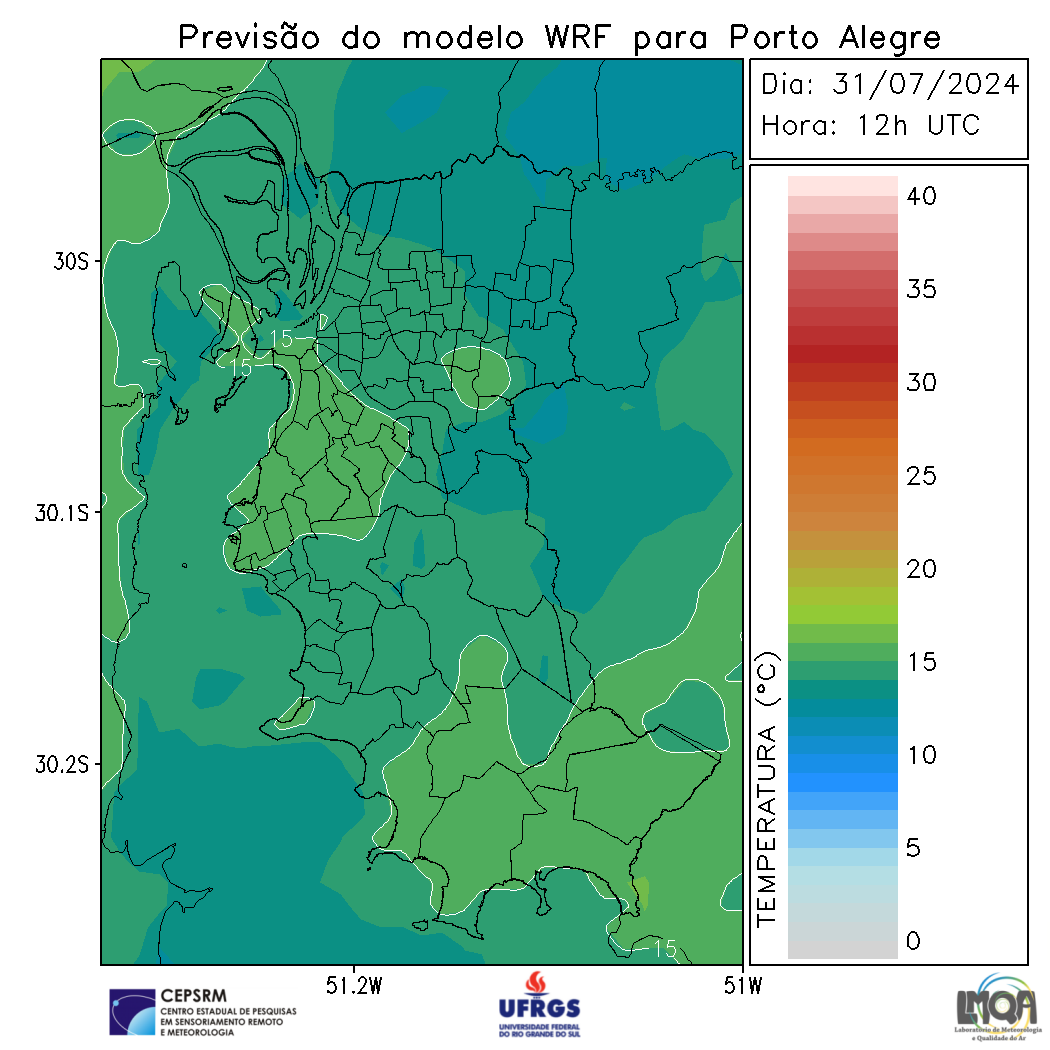 Previsão do modelo WRF para Porto Alegre
Dia: 31/07/2024
Hora: 12h UTC
40
35
30
25
20
15
10
5
0
TEMPERATURA (°C)
30S
30.1S
30.2S
15
15
15
51.2W
51W
CEPSRM
CENTRO ESTADUAL DE PESQUISAS
EM SENSORIAMENTO REMOTO
E METEOROLOGIA
UFRGS
UNIVERSIDADE FEDERAL
DO RIO GRANDE DO SUL
LMQA
Laboratório de Meteorologia
e Qualidade do Ar